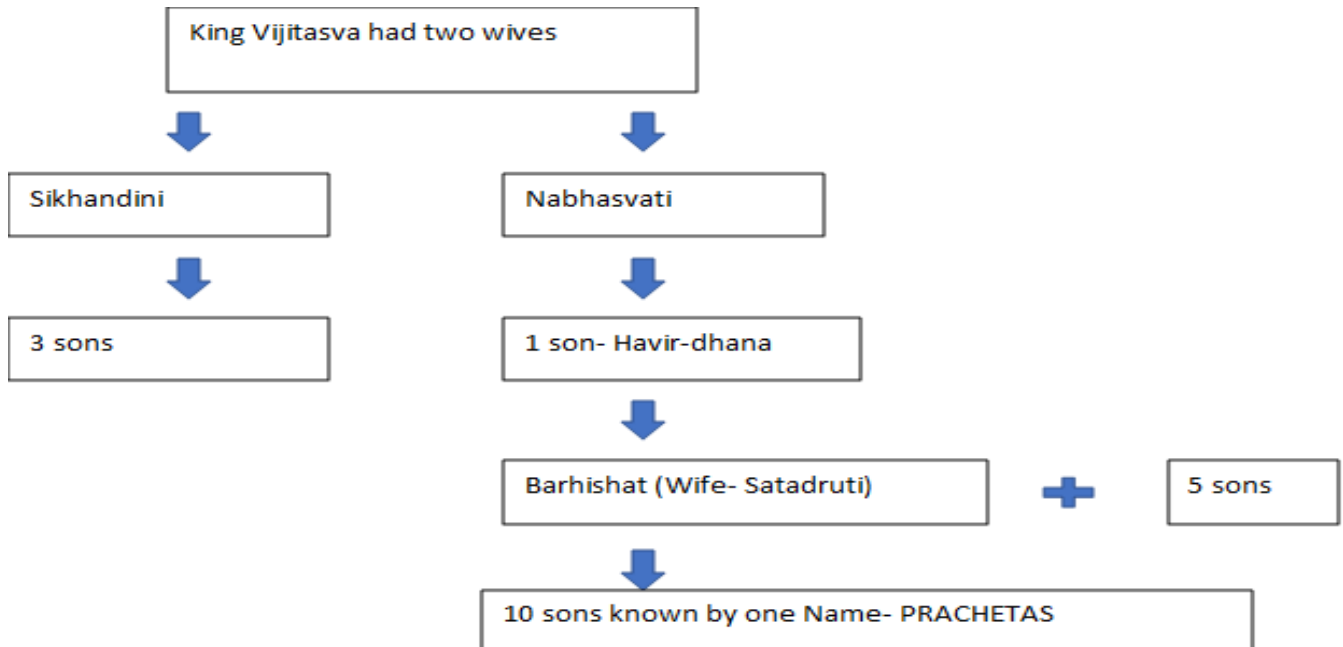 King Vijitasva had two wives
Sikhandini
Nabhasvati
3 sons
1 son- Havir-dhana
Barhishat (Wife- Satadruti)
5 sons
10 sons known by one Name- PRACHETAS